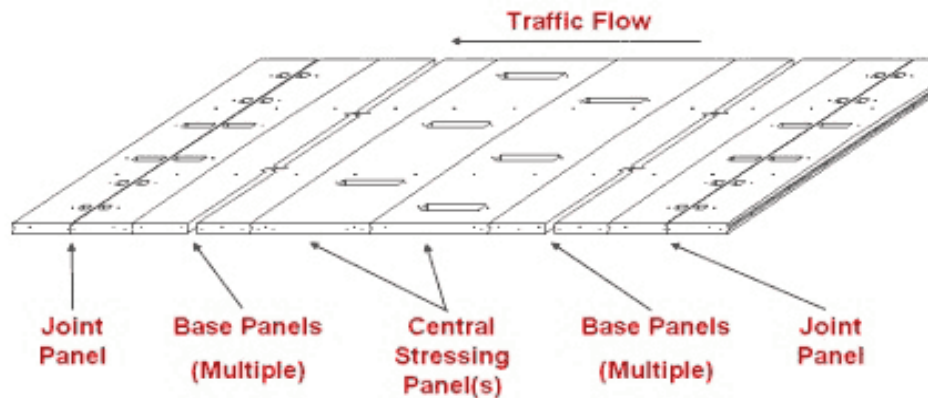 Traffic Flow
Joint
Panel
Base Panels
(Multiple)
Central
Stressing
Panel(s)
Base Panels
(Multiple)
Joint
Panel